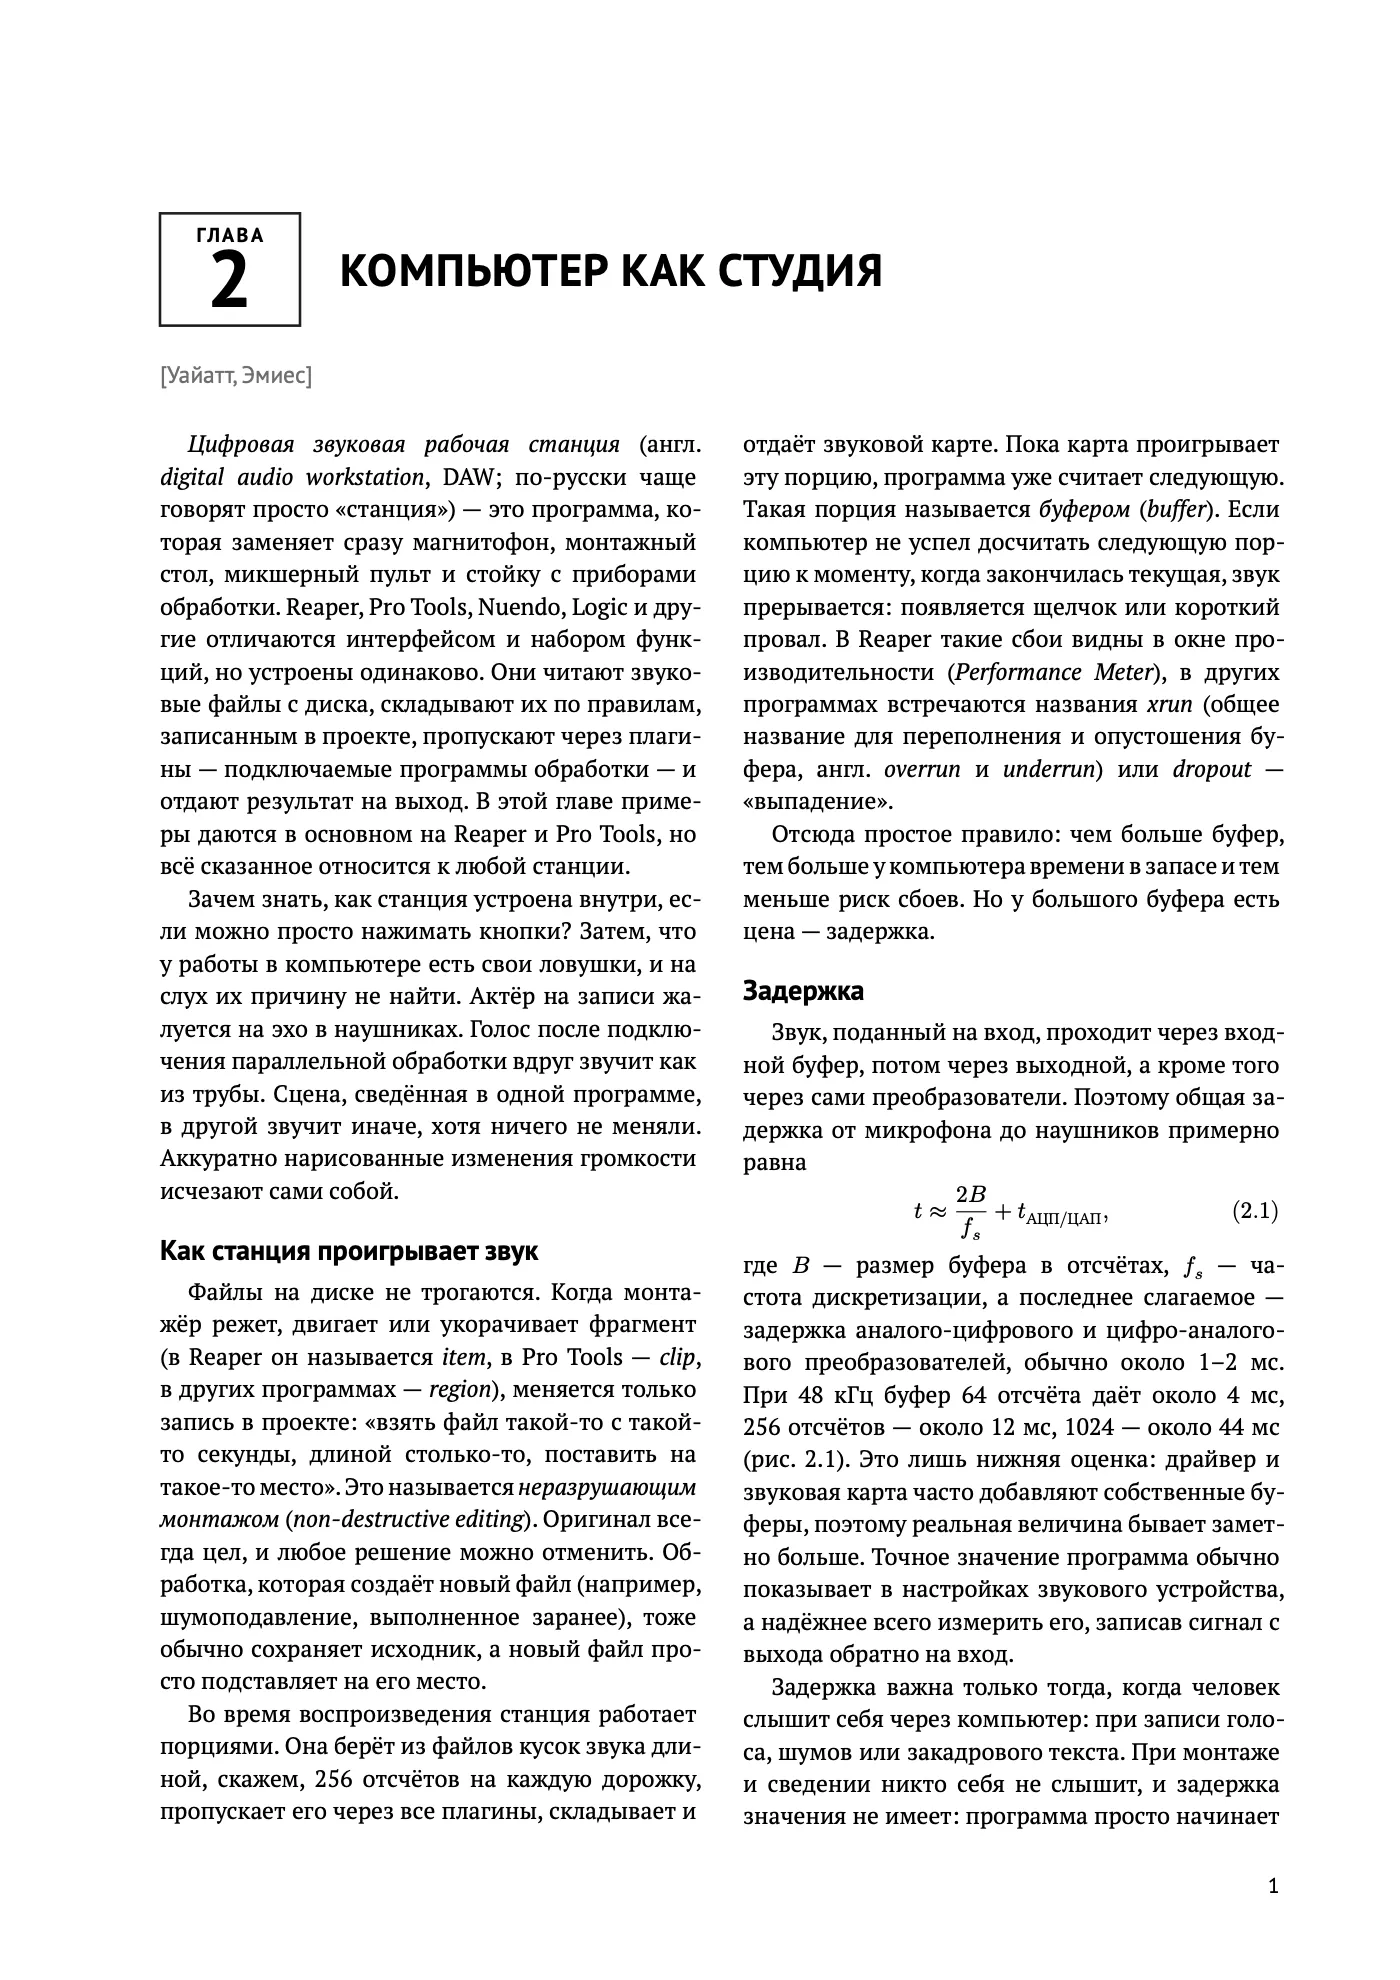 ГЛАВА
2
КОМПЬЮТЕР КАК СТУДИЯ
[Уайатт, Эмиес]
Цифровая звуковая рабочая станция (англ.
digital audio workstation, DAW; по-русски чаще
говорят просто «станция») — это программа, ко-
торая заменяет сразу магнитофон, монтажный
стол, микшерный пульт и стойку с приборами
обработки. Reaper, Pro Tools, Nuendo, Logic и дру-
гие отличаются интерфейсом и набором функ-
ций, но устроены одинаково. Они читают звуко-
вые файлы с диска, складывают их по правилам,
записанным в проекте, пропускают через плаги-
ны — подключаемые программы обработки — и
отдают результат на выход. В этой главе приме-
ры даются в основном на Reaper и Pro Tools, но
всё сказанное относится к любой станции.
Зачем знать, как станция устроена внутри, ес-
ли можно просто нажимать кнопки? Затем, что
у работы в компьютере есть свои ловушки, и на
слух их причину не найти. Актёр на записи жа-
луется на эхо в наушниках. Голос после подклю-
чения параллельной обработки вдруг звучит как
из трубы. Сцена, сведённая в одной программе,
в другой звучит иначе, хотя ничего не меняли.
Аккуратно нарисованные изменения громкости
исчезают сами собой.
Как станция проигрывает звук
Файлы на диске не трогаются. Когда монта-
жёр режет, двигает или укорачивает фрагмент
(в Reaper он называется item, в Pro Tools — clip,
в других программах — region), меняется только
запись в проекте: «взять файл такой-то с такой-
то секунды, длиной столько-то, поставить на
такое-то место». Это называется неразрушающим
монтажом (non-destructive editing). Оригинал все-
гда цел, и любое решение можно отменить. Об-
работка, которая создаёт новый файл (например,
шумоподавление, выполненное заранее), тоже
обычно сохраняет исходник, а новый файл про-
сто подставляет на его место.
Во время воспроизведения станция работает
порциями. Она берёт из файлов кусок звука дли-
ной, скажем, 256 отсчётов на каждую дорожку,
пропускает его через все плагины, складывает и
отдаёт звуковой карте. Пока карта проигрывает
эту порцию, программа уже считает следующую.
Такая порция называется буфером (buffer). Если
компьютер не успел досчитать следующую пор-
цию к моменту, когда закончилась текущая, звук
прерывается: появляется щелчок или короткий
провал. В Reaper такие сбои видны в окне про-
изводительности (Performance Meter), в других
программах встречаются названия xrun (общее
название для переполнения и опустошения бу-
фера, англ. overrun и underrun) или dropout —
«выпадение».
Отсюда простое правило: чем больше буфер,
тем больше у компьютера времени в запасе и тем
меньше риск сбоев. Но у большого буфера есть
цена — задержка.
Задержка
Звук, поданный на вход, проходит через вход-
ной буфер, потом через выходной, а кроме того
через сами преобразователи. Поэтому общая за-
держка от микрофона до наушников примерно
равна
t ≈ 2B/f_s + t_АЦП/ЦАП, (2.1)
где B — размер буфера в отсчётах, f_s — ча-
стота дискретизации, а последнее слагаемое —
задержка аналого-цифрового и цифро-аналого-
вого преобразователей, обычно около 1–2 мс.
При 48 кГц буфер 64 отсчёта даёт около 4 мс,
256 отсчётов — около 12 мс, 1024 — около 44 мс
(рис. 2.1). Это лишь нижняя оценка: драйвер и
звуковая карта часто добавляют собственные бу-
феры, поэтому реальная величина бывает замет-
но больше. Точное значение программа обычно
показывает в настройках звукового устройства,
а надёжнее всего измерить его, записав сигнал с
выхода обратно на вход.
Задержка важна только тогда, когда человек
слышит себя через компьютер: при записи голо-
са, шумов или закадрового текста. При монтаже
и сведении никто себя не слышит, и задержка
значения не имеет: программа просто начинает
1